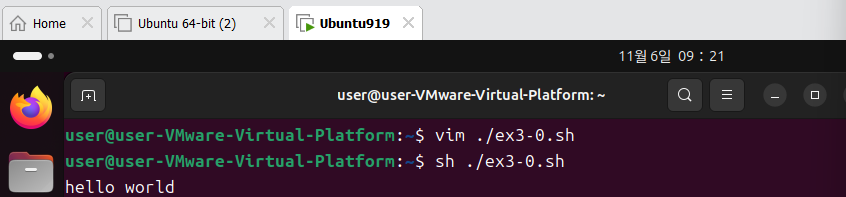 Home Ubuntu 64-bit (2) Ubuntu919
11월 6일 09 : 21
user@user-VMware-Virtual-Platform: ~
user@user-VMware-Virtual-Platform:~$ vim ./ex3-0.sh
user@user-VMware-Virtual-Platform:~$ sh ./ex3-0.sh
hello world